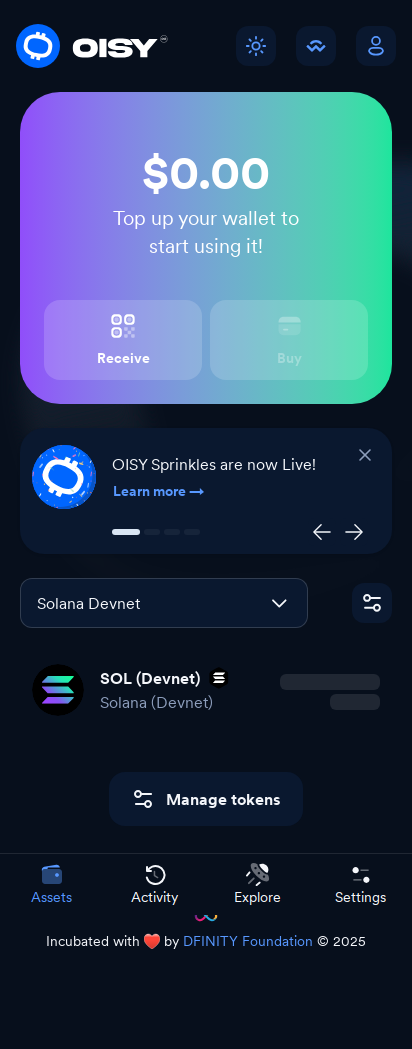 OISY
$0.00
Top up your wallet to
start using it!
Receive
Buy
OISY Sprinkles are now Live!
Learn more
Solana Devnet
SOL (Devnet)
Solana (Devnet)
Manage tokens
Assets
Activity
Explore
Settings
Incubated with ❤️ by DFINITY Foundation © 2025